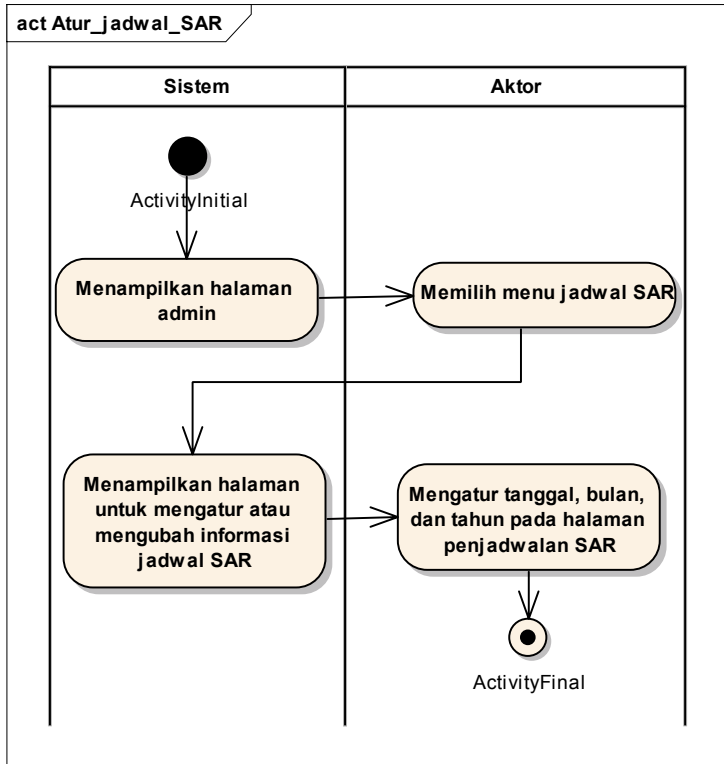 act Atur_jadwal_SAR
Sistem
Aktor
ActivityInitial
Menampilkan halaman
admin
Memilih menu jadwal SAR
Menampilkan halaman
untuk mengatur atau
mengubah informasi
jadwal SAR
Mengatur tanggal, bulan,
dan tahun pada halaman
penjadwalan SAR
ActivityFinal